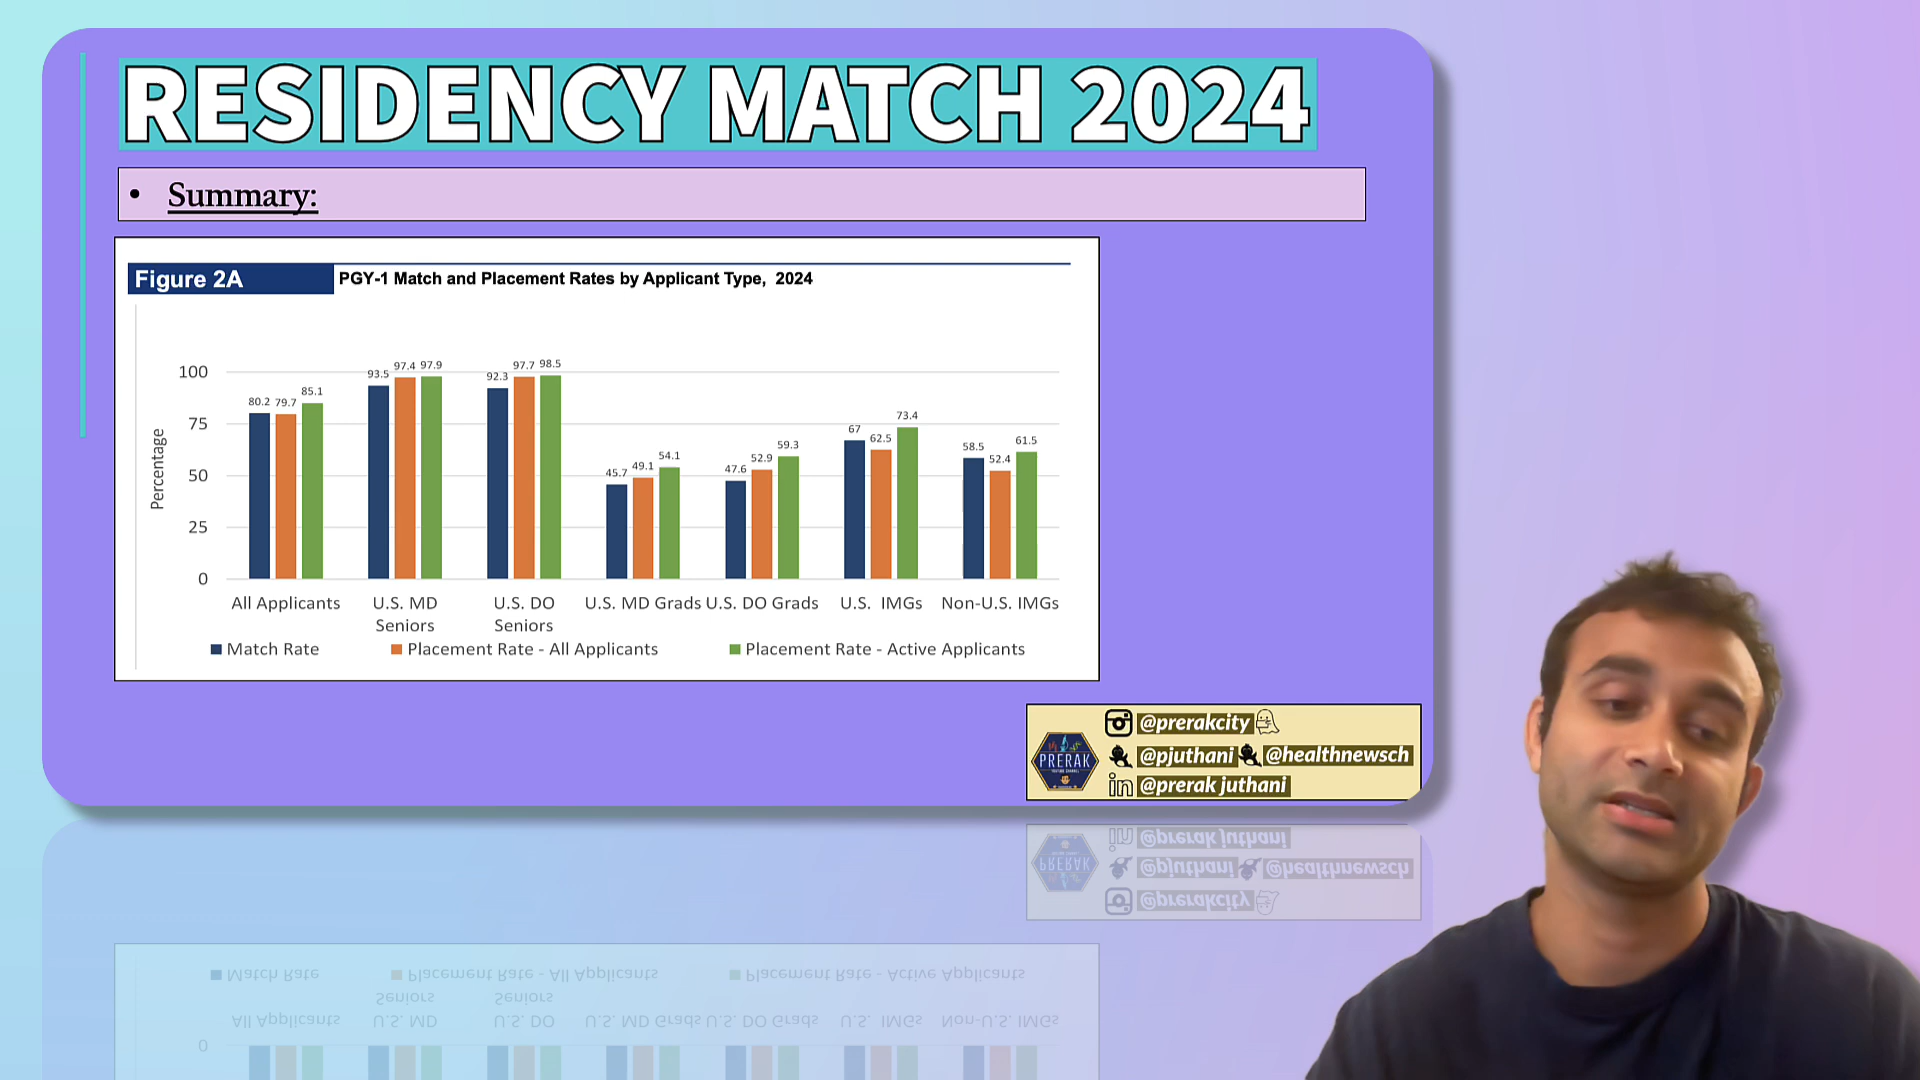 RESIDENCY MATCH 2024
• Summary:
Figure 2A
PGY-1 Match and Placement Rates by Applicant Type, 2024
Percentage
100
75
50
25
0
80.2 79.7 85.1
93.5 97.4 97.9
92.3 97.7 98.5
45.7 49.1 54.1
47.6 52.9 59.3
67 62.5 73.4
58.5 52.4 61.5
All Applicants
U.S. MD
Seniors
U.S. DO
Seniors
U.S. MD Grads
U.S. DO Grads
U.S. IMGs
Non-U.S. IMGs
Match Rate
Placement Rate - All Applicants
Placement Rate - Active Applicants
PRERAK
@prerakcity
@pjuthani
@healthnewsch
in @prerak juthani